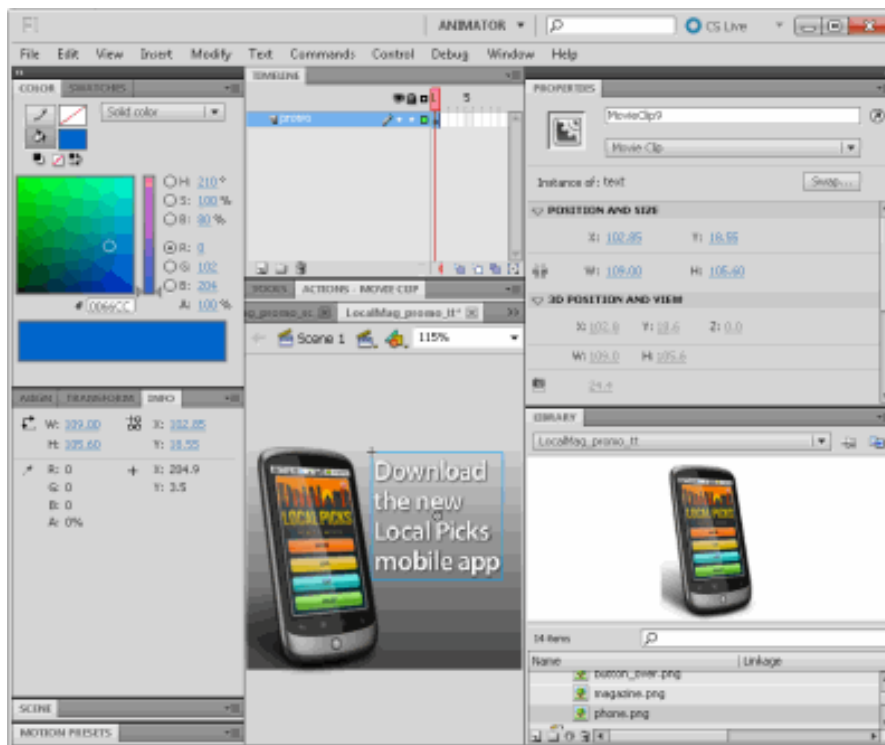 Fl
ANIMATOR
CS Live
File Edit View Insert Modify Text Commands Control Debug Window Help
COLOR SWATCHES
Solid color
H: 210 °
S: 100 %
B: 80 %
R: 0
G: 102
B: 204
# 0066CC A: 100 %
ALIGN TRANSFORM INFO
W: 109.00 X: 102.85
H: 105.60 Y: 18.55
R: 0 X: 204.9
G: 0 Y: 3.5
B: 0
A: 0%
SCENE
MOTION PRESETS
TIMELINE
1 5
promo
TOOLS ACTIONS - MOVIE CLIP
LocalMag_promo_tt*
Scene 1 115%
LOCAL PICKS
Download
the new
Local Picks
mobile app
PROPERTIES
MovieClip9
Movie Clip
Instance of: text Swap...
POSITION AND SIZE
X: 102.85 Y: 18.55
W: 109.00 H: 105.60
3D POSITION AND VIEW
X: 102.8 Y: 18.6 Z: 0.0
W: 109.0 H: 105.6
LIBRARY
LocalMag_promo_tt
14 items
Name Linkage
button_over.png
magazine.png
phone.png